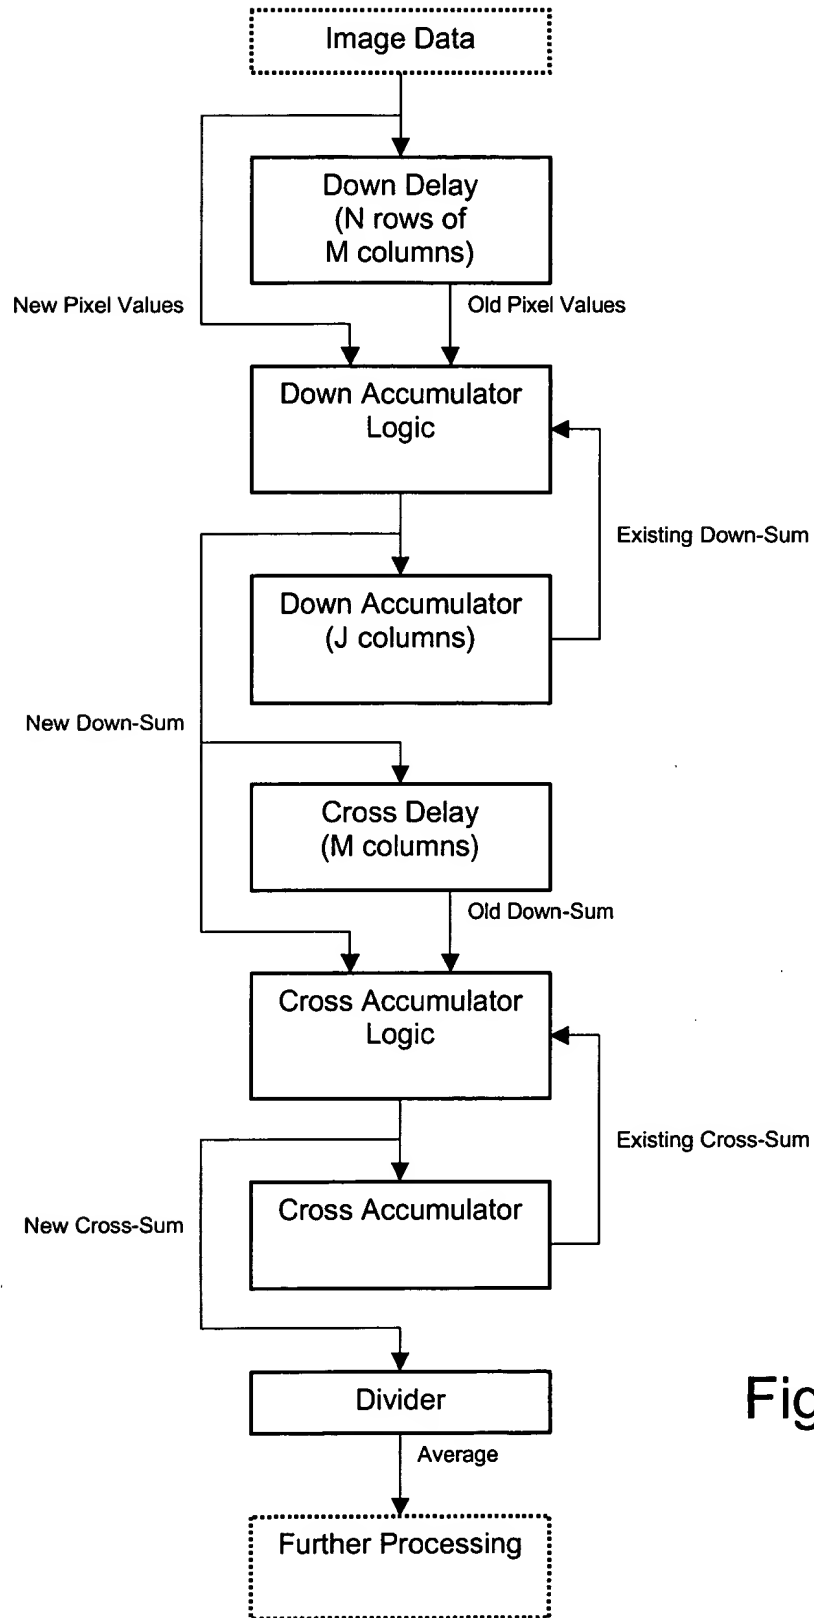 Image Data
Down Delay
(N rows of
M columns)
New Pixel Values
Old Pixel Values
Down Accumulator
Logic
Existing Down-Sum
Down Accumulator
(J columns)
New Down-Sum
Cross Delay
(M columns)
Old Down-Sum
Cross Accumulator
Logic
Existing Cross-Sum
Cross Accumulator
New Cross-Sum
Divider
Fig
Average
Further Processing